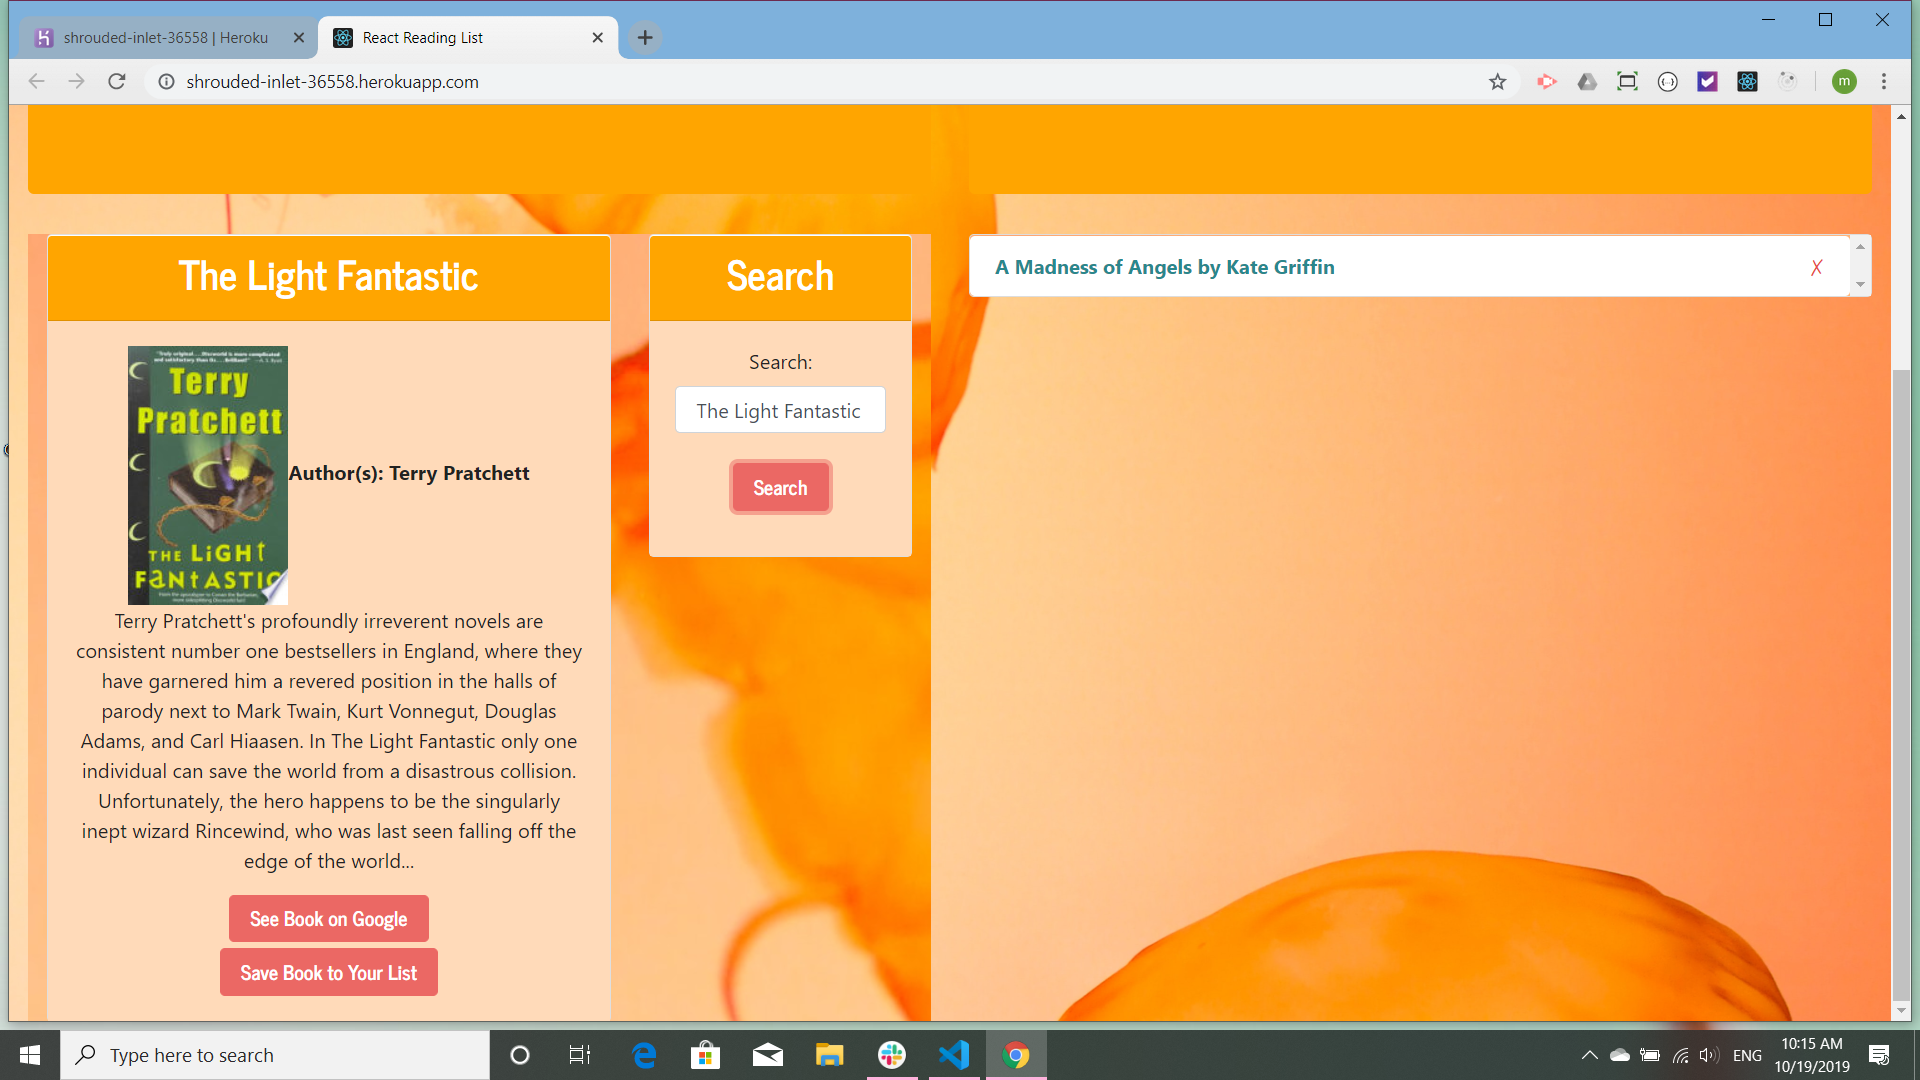 shrouded-inlet-36558 | Heroku
React Reading List
shrouded-inlet-36558.herokuapp.com
m
The Light Fantastic
Terry
Pratchett
THE LiGHt
FANtASTIC
Author(s): Terry Pratchett
Terry Pratchett's profoundly irreverent novels are
consistent number one bestsellers in England, where they
have garnered him a revered position in the halls of
parody next to Mark Twain, Kurt Vonnegut, Douglas
Adams, and Carl Hiaasen. In The Light Fantastic only one
individual can save the world from a disastrous collision.
Unfortunately, the hero happens to be the singularly
inept wizard Rincewind, who was last seen falling off the
edge of the world...
See Book on Google
Save Book to Your List
Search
Search:
The Light Fantastic
Search
A Madness of Angels by Kate Griffin
X
Type here to search
ENG
10:15 AM
10/19/2019